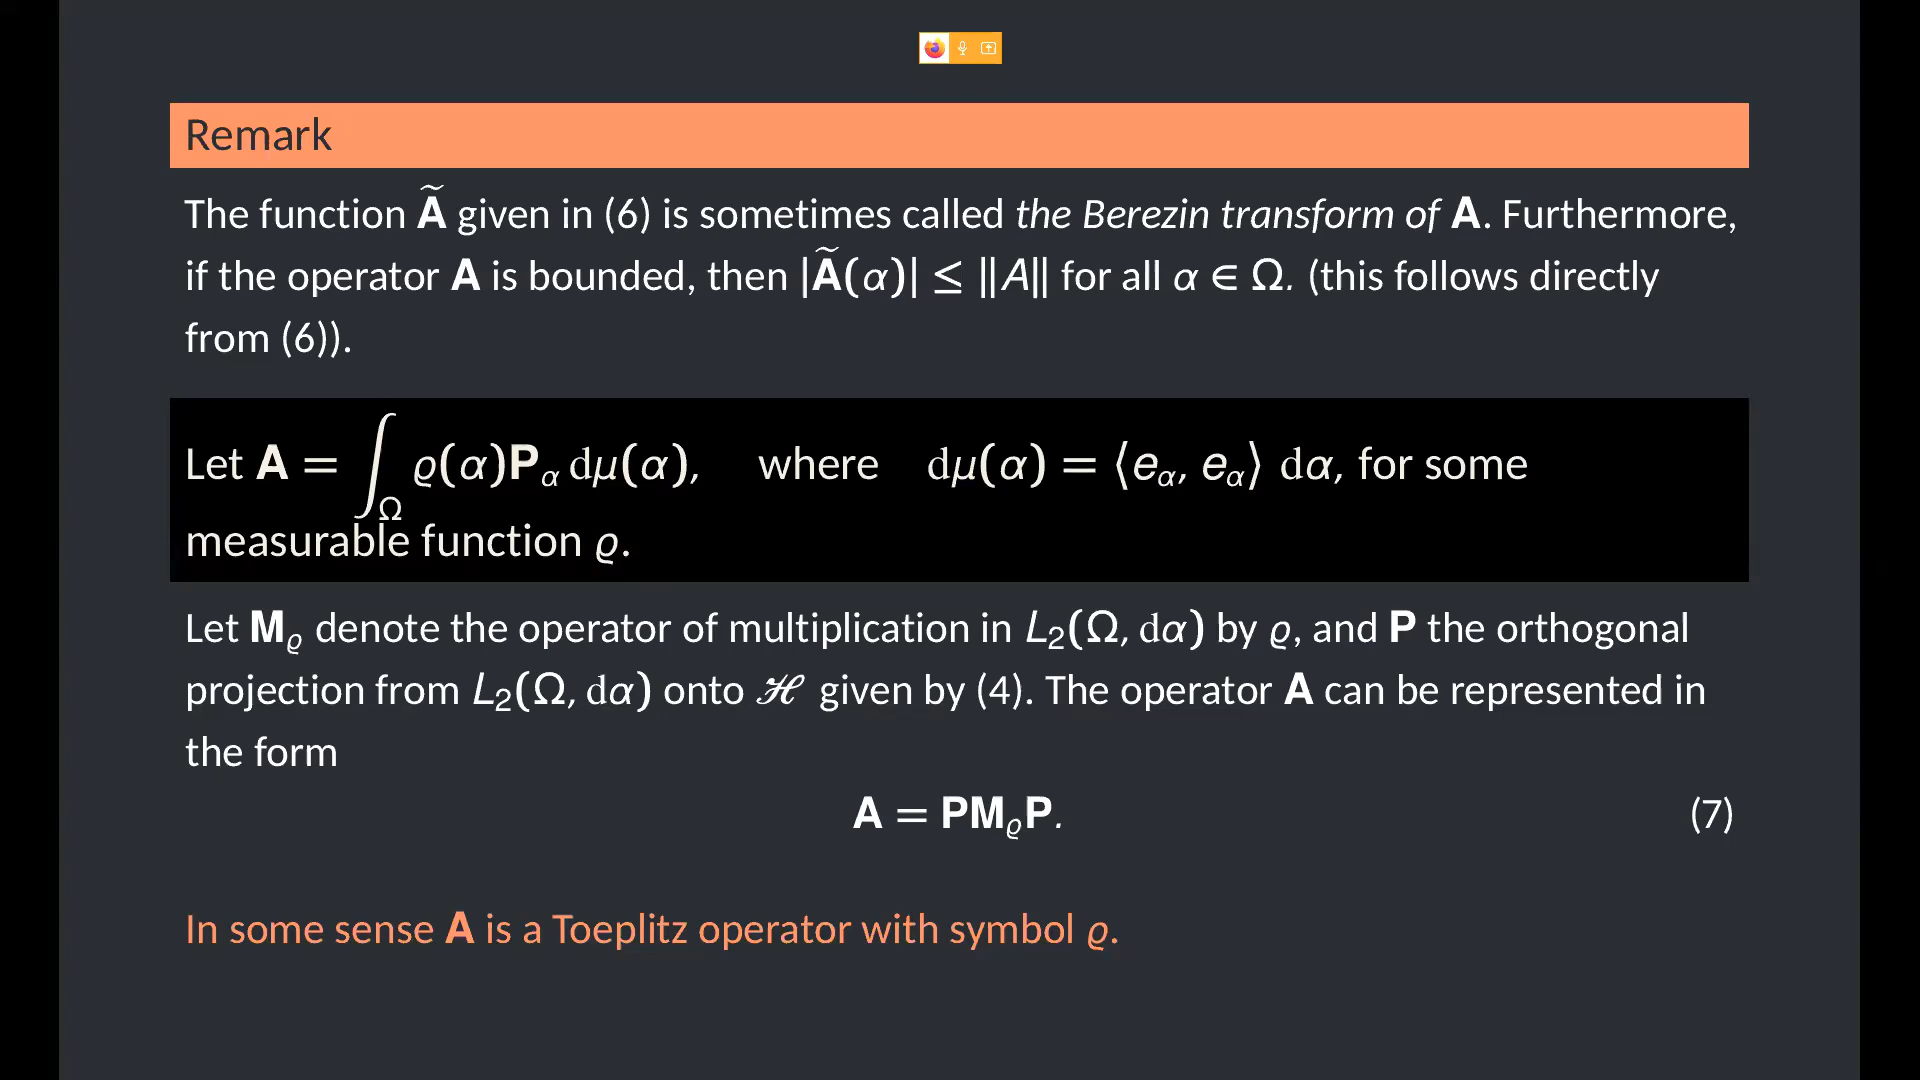 Remark
The function Ã given in (6) is sometimes called the Berezin transform of A. Furthermore,
if the operator A is bounded, then |Ã(α)| ≤ ‖A‖ for all α ∈ Ω. (this follows directly
from (6)).
Let A = ∫_Ω ϱ(α)P_α dμ(α), where dμ(α) = ⟨e_α, e_α⟩ dα, for some
measurable function ϱ.
Let M_ϱ denote the operator of multiplication in L₂(Ω, dα) by ϱ, and P the orthogonal
projection from L₂(Ω, dα) onto ℋ given by (4). The operator A can be represented in
the form
A = PM_ϱP. (7)
In some sense A is a Toeplitz operator with symbol ϱ.